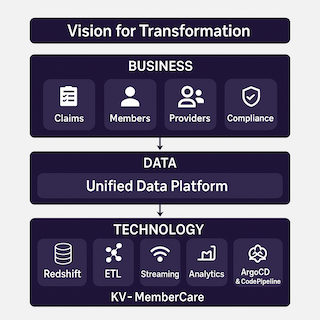 Vision for Transformation
BUSINESS
Claims
Members
Providers
Compliance
DATA
Unified Data Platform
TECHNOLOGY
Redshift
ETL
Streaming
Analytics
ArgoCD
& CodePipeline
KV-MemberCare